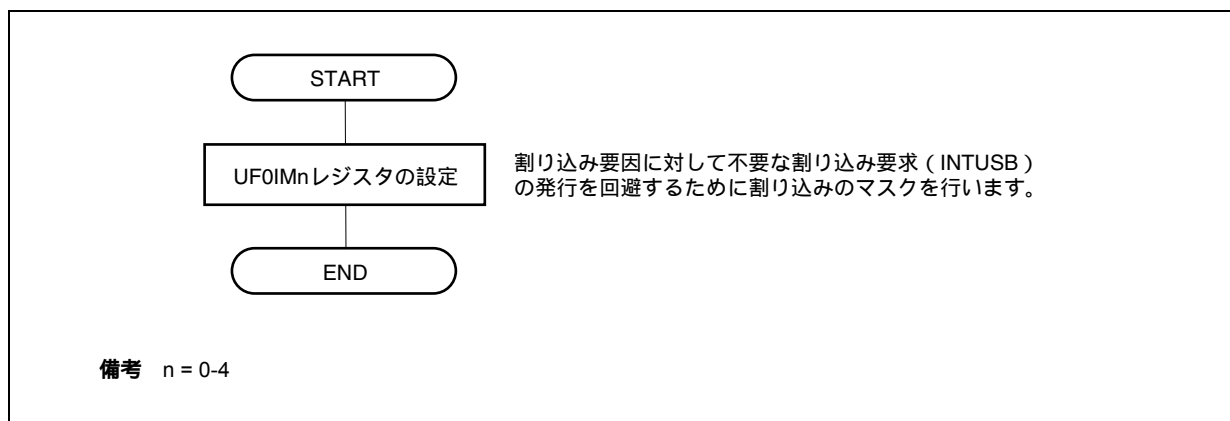 START
UF0IMnレジスタの設定
割り込み要因に対して不要な割り込み要求（INTUSB）
の発行を回避するために割り込みのマスクを行います。
END
備考 n = 0-4